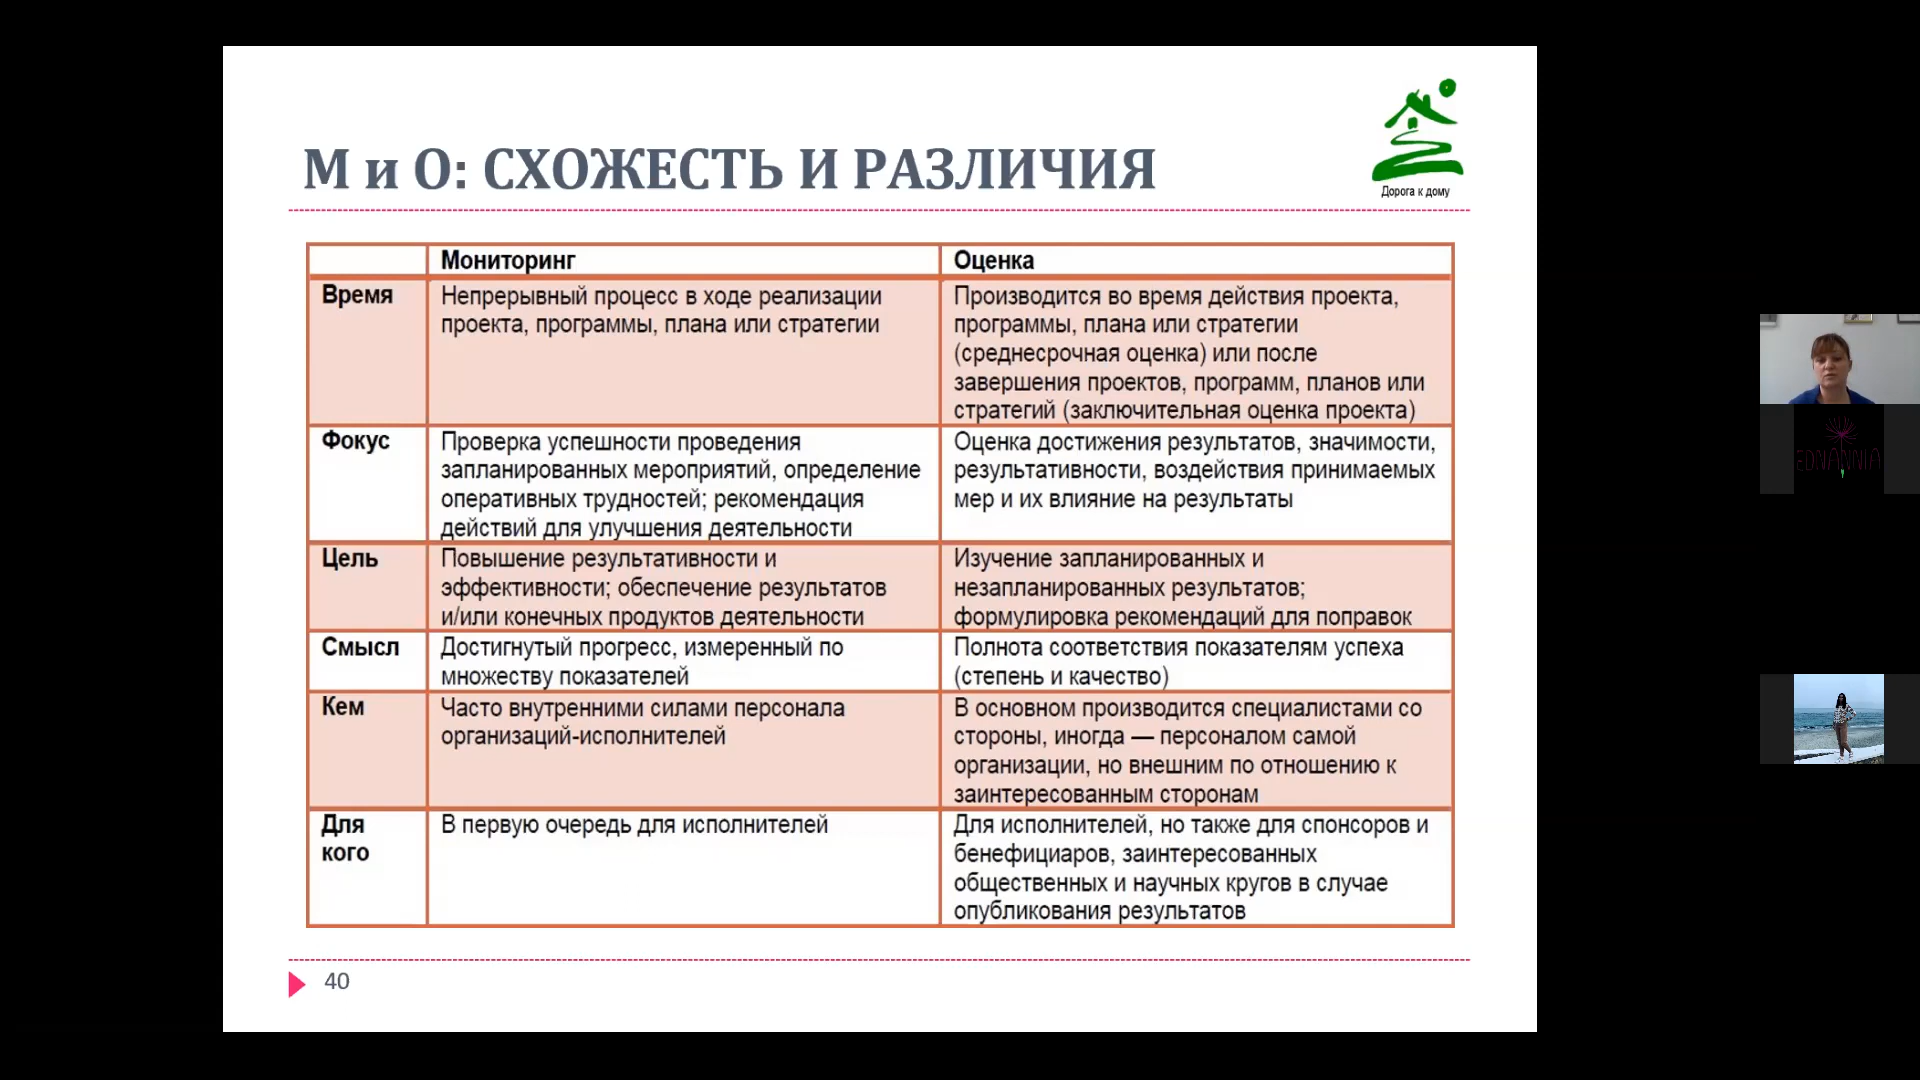 Дорога к дому
М и О: СХОЖЕСТЬ И РАЗЛИЧИЯ
Мониторинг
Оценка
Время
Непрерывный процесс в ходе реализации
проекта, программы, плана или стратегии
Производится во время действия проекта,
программы, плана или стратегии
(среднесрочная оценка) или после
завершения проектов, программ, планов или
стратегий (заключительная оценка проекта)
Фокус
Проверка успешности проведения
запланированных мероприятий, определение
оперативных трудностей; рекомендация
действий для улучшения деятельности
Оценка достижения результатов, значимости,
результативности, воздействия принимаемых
мер и их влияние на результаты
Цель
Повышение результативности и
эффективности; обеспечение результатов
и/или конечных продуктов деятельности
Изучение запланированных и
незапланированных результатов;
формулировка рекомендаций для поправок
Смысл
Достигнутый прогресс, измеренный по
множеству показателей
Полнота соответствия показателям успеха
(степень и качество)
Кем
Часто внутренними силами персонала
организаций-исполнителей
В основном производится специалистами со
стороны, иногда — персоналом самой
организации, но внешним по отношению к
заинтересованным сторонам
Для
кого
В первую очередь для исполнителей
Для исполнителей, но также для спонсоров и
бенефициаров, заинтересованных
общественных и научных кругов в случае
опубликования результатов
40
EDNANNIA